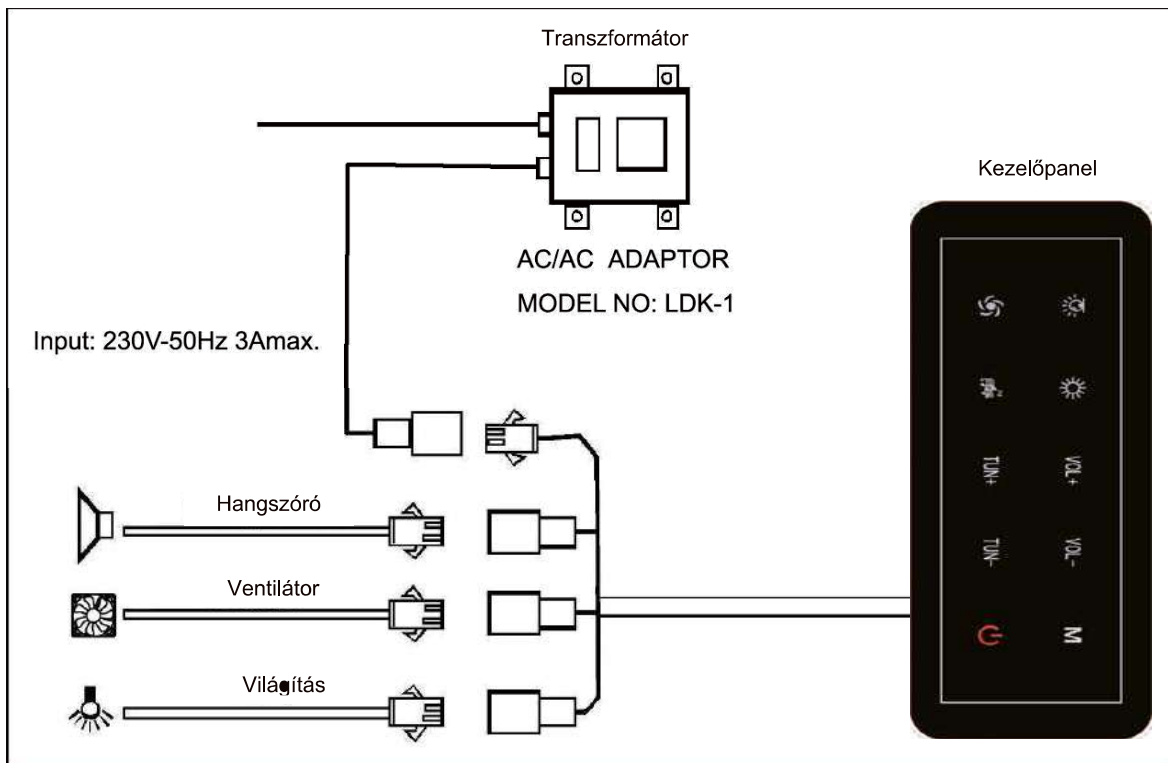 Transzformátor
Kezelőpanel
AC/AC ADAPTOR
MODEL NO: LDK-1
Input: 230V-50Hz 3Amax.
Hangszóró
Ventilátor
Világítás
TUN+
VOL+
TUN-
VOL-
M